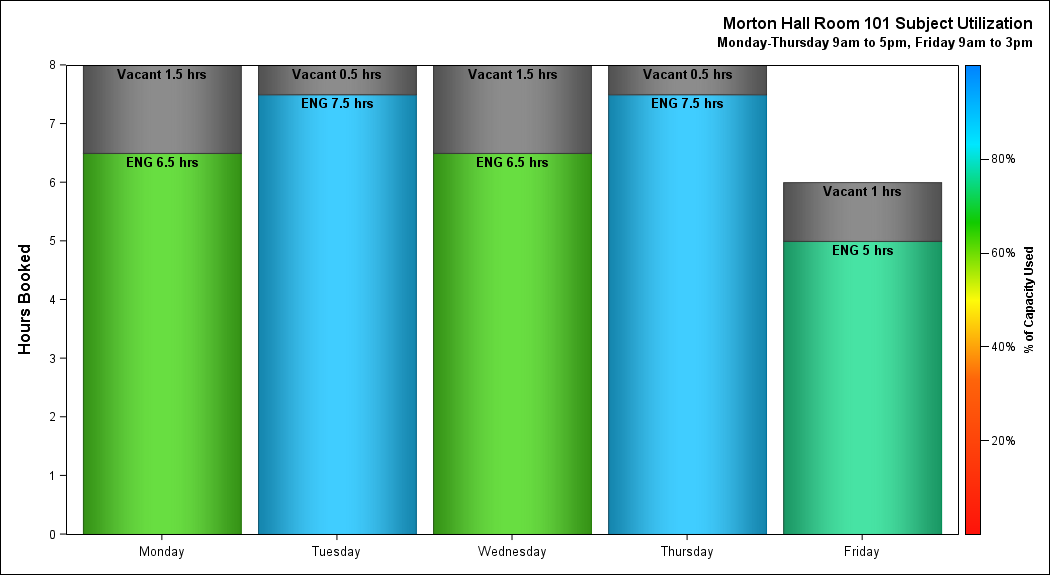 Morton Hall Room 101 Subject Utilization
Monday-Thursday 9am to 5pm, Friday 9am to 3pm
Hours Booked
8
7
6
5
4
3
2
1
0
Vacant 1.5 hrs
ENG 6.5 hrs
Vacant 0.5 hrs
ENG 7.5 hrs
Vacant 1.5 hrs
ENG 6.5 hrs
Vacant 0.5 hrs
ENG 7.5 hrs
Vacant 1 hrs
ENG 5 hrs
Monday
Tuesday
Wednesday
Thursday
Friday
80%
60%
40%
20%
% of Capacity Used